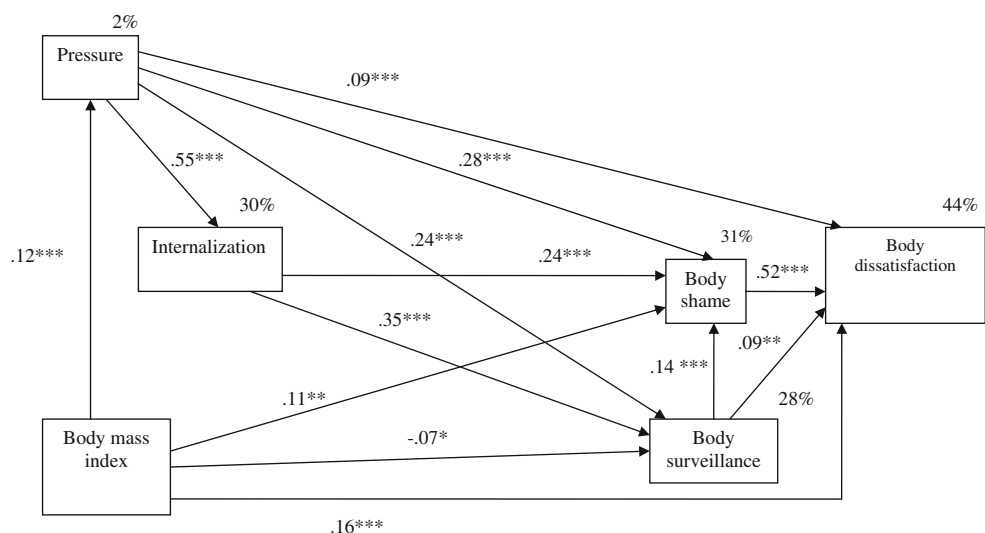 2%
Pressure
.09***
.28***
.55***
30%
44%
Internalization
.24***
.24***
31%
Body
dissatisfaction
.12***
Body
shame
.52***
.35***
.09**
.14 ***
.11**
28%
Body mass
index
-.07*
Body
surveillance
.16***